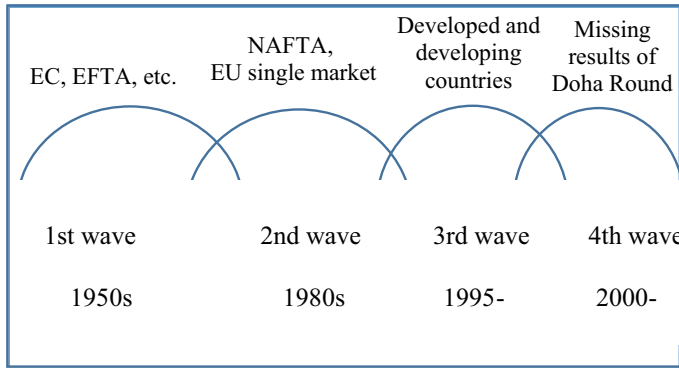 EC, EFTA, etc.
NAFTA,
EU single market
Developed and
developing
countries
Missing
results of
Doha Round
1st wave
2nd wave
3rd wave
4th wave
1950s
1980s
1995-
2000-